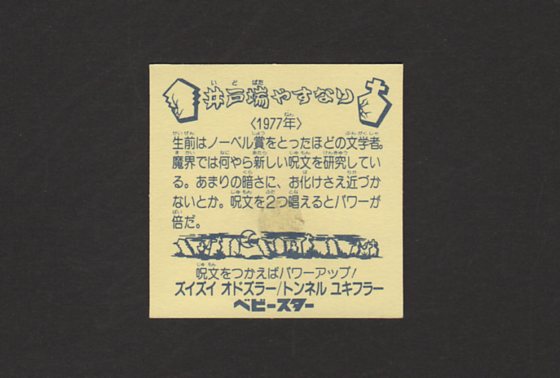 井戸端やすなり
〈1977年〉
生前はノーベル賞をとったほどの文学者。
魔界では何やら新しい呪文を研究してい
る。あまりの暗さに、お化けさえ近づか
ないとか。呪文を2つ唱えるとパワーが
倍だ。
呪文をつかえばパワーアップ!
ズイズイ オドズラー/トンネル ユキフラー
ベビースター